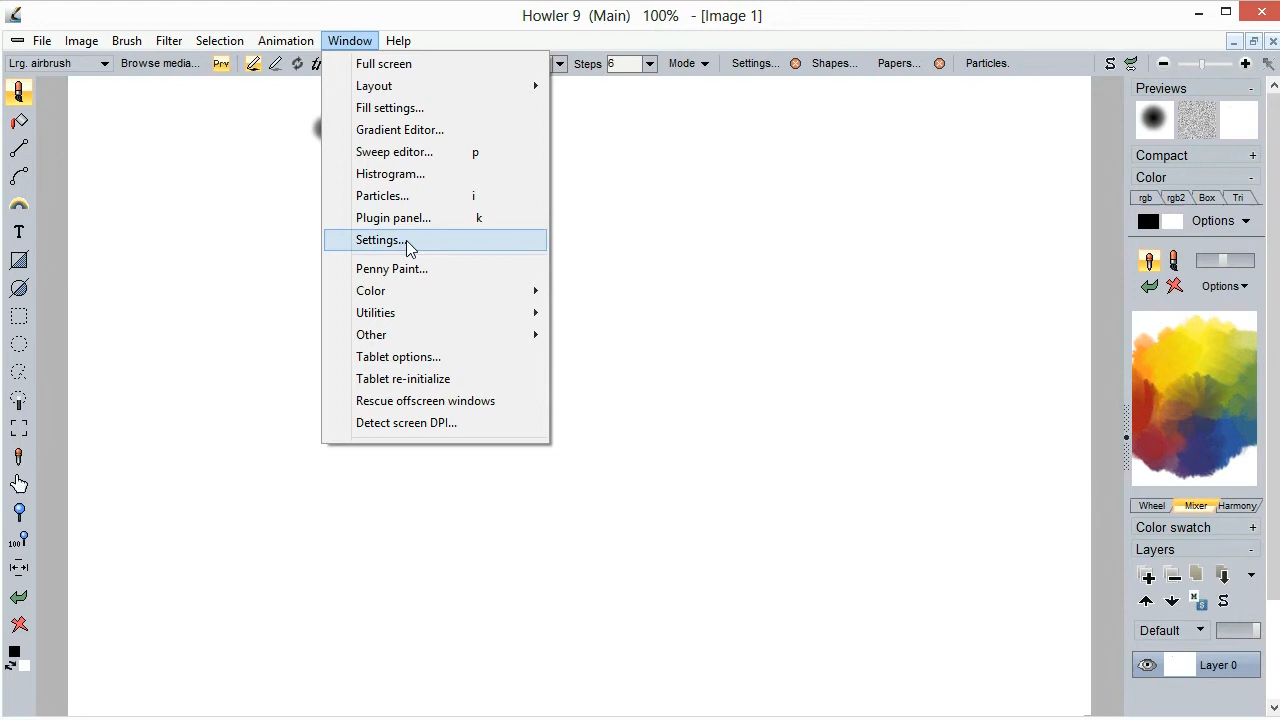 Howler 9 (Main) 100% - [Image 1]
File Image Brush Filter Selection Animation Window Help
Lrg. airbrush Browse media... Prv Steps 6 Mode Settings... Shapes... Papers... Particles.
Full screen
Layout
Fill settings...
Gradient Editor...
Sweep editor... p
Histrogram...
Particles... i
Plugin panel... k
Settings...
Penny Paint...
Color
Utilities
Other
Tablet options...
Tablet re-initialize
Rescue offscreen windows
Detect screen DPI...
T
100
Previews -
Compact +
Color -
rgb rgb2 Box Tri
Options
Options
Wheel Mixer Harmony
Color swatch +
Layers -
M
S
Default
Layer 0